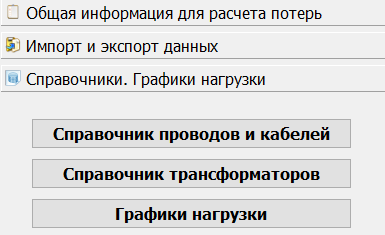 Общая информация для расчета потерь
Импорт и экспорт данных
Справочники. Графики нагрузки
Справочник проводов и кабелей
Справочник трансформаторов
Графики нагрузки